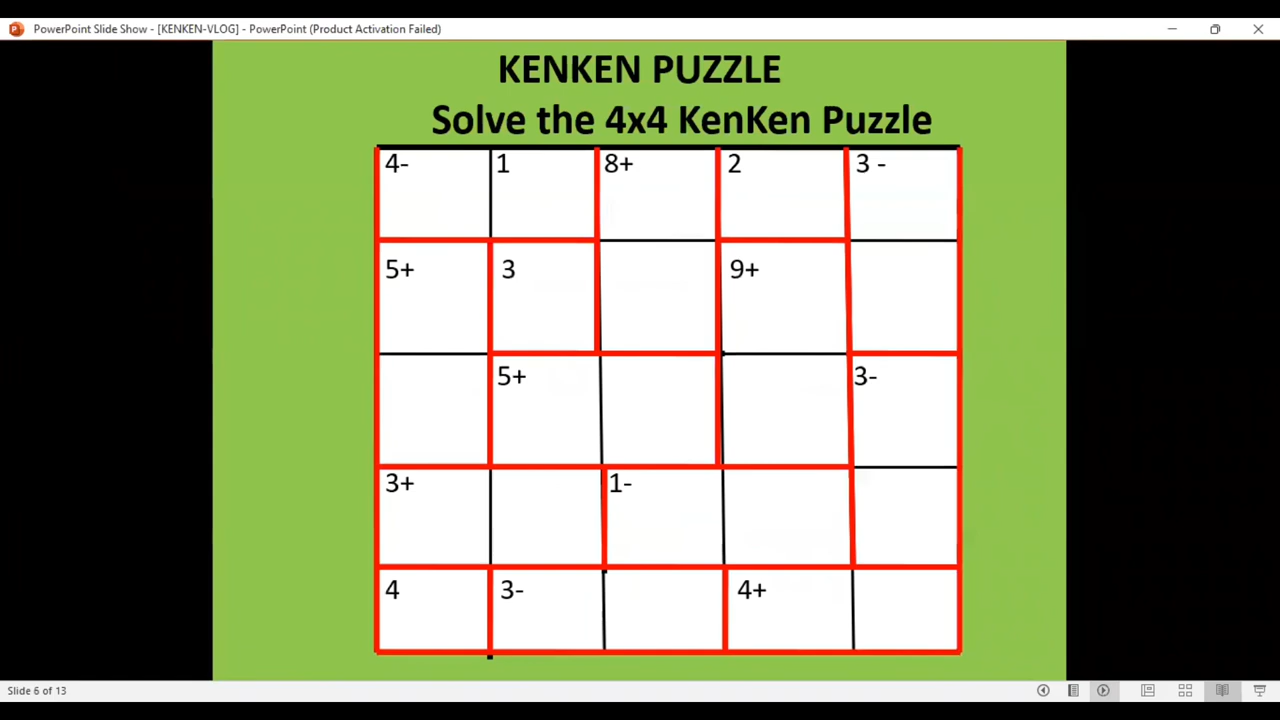 PowerPoint Slide Show - [KENKEN-VLOG] - PowerPoint (Product Activation Failed)
KENKEN PUZZLE
Solve the 4x4 KenKen Puzzle
4- 1 8+ 2 3 -
5+ 3 9+
5+ 3-
3+ 1-
4 3- 4+
Slide 6 of 13